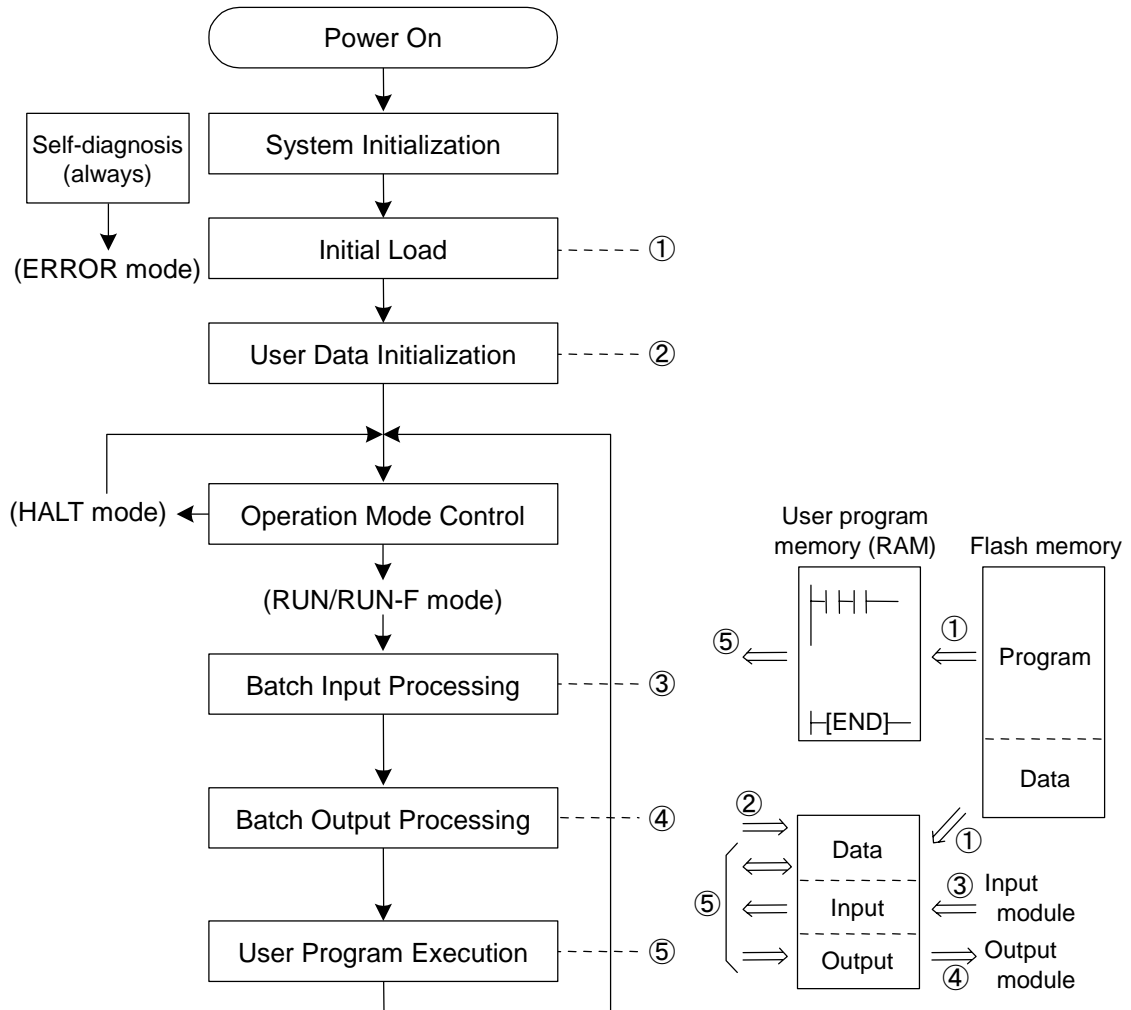 Power On
System Initialization
Self-diagnosis
(always)
Initial Load
①
(ERROR mode)
User Data Initialization
②
(HALT mode)
Operation Mode Control
(RUN/RUN-F mode)
Batch Input Processing
③
Batch Output Processing
④
User Program Execution
⑤
User program
memory (RAM)
Flash memory
⑤
①
Program
[END]
Data
②
①
Data
⑤
Input
③
Input
module
Output
④
Output
module